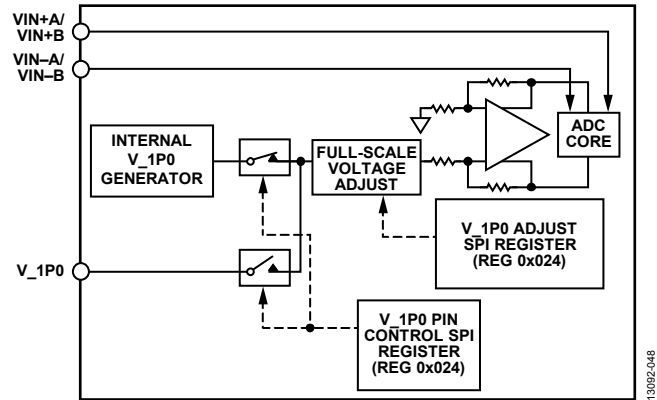 VIN+A/
VIN+B
VIN–A/
VIN–B
INTERNAL
V_1P0
GENERATOR
FULL-SCALE
VOLTAGE
ADJUST
ADC
CORE
V_1P0 ADJUST
SPI REGISTER
(REG 0x024)
V_1P0
V_1P0 PIN
CONTROL SPI
REGISTER
(REG 0x024)
13092-048